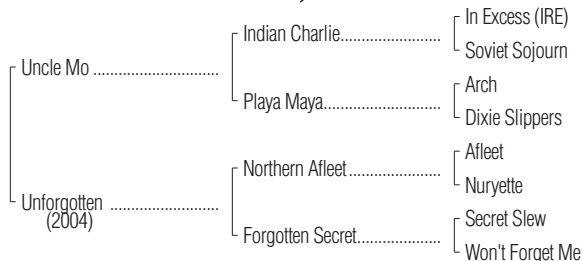 In Excess (IRE)
Indian Charlie..........................
Soviet Sojourn
Uncle Mo ................................
Arch
Playa Maya..............................
Dixie Slippers
Afleet
Northern Afleet........................
Nuryette
Unforgotten ............................
(2004)
Secret Slew
Forgotten Secret.....................
Won't Forget Me